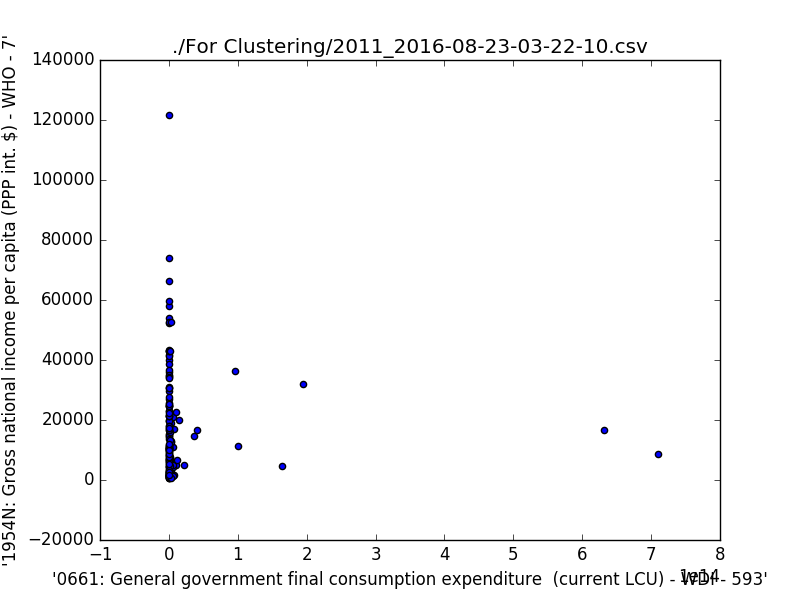 ./For Clustering/2011_2016-08-23-03-22-10.csv
'1954N: Gross national income per capita (PPP int. $) - WHO - 7'
140000
120000
100000
80000
60000
40000
20000
0
−20000
−1 0 1 2 3 4 5 6 7 8
1e14
'0661: General government final consumption expenditure  (current LCU) - WDI - 593'